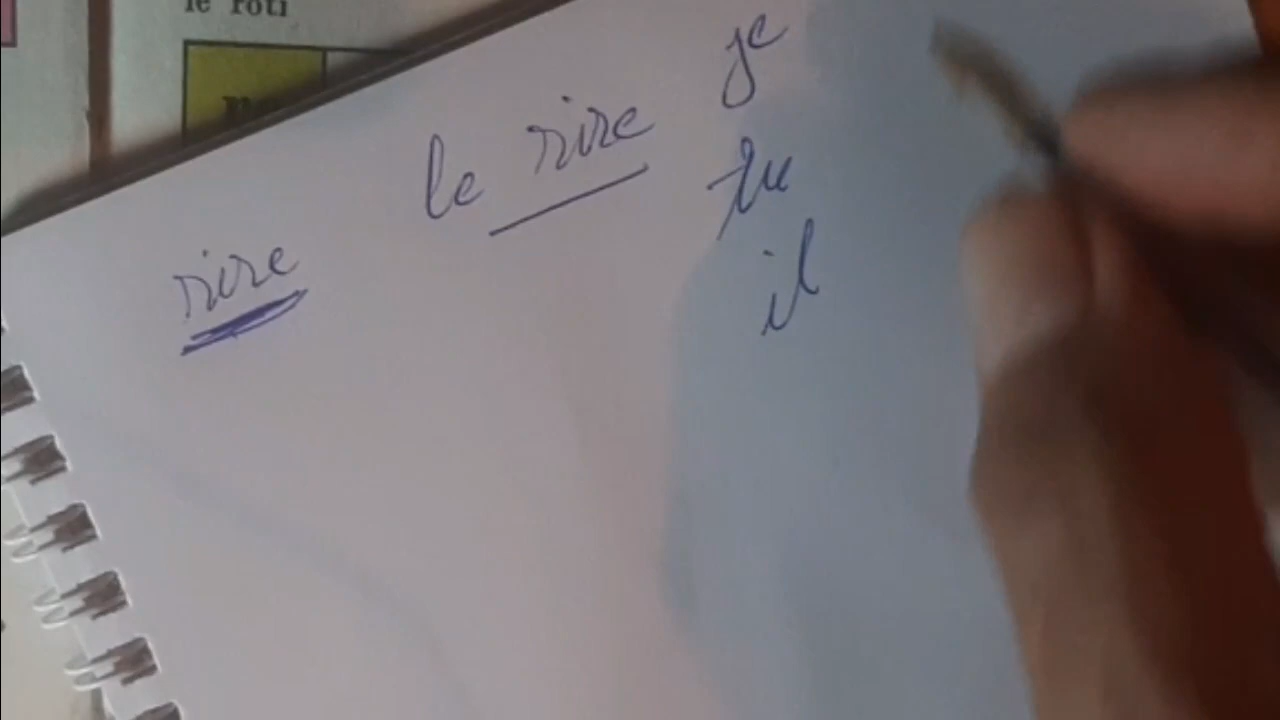 le roti
je
le rire
tu
rire
il